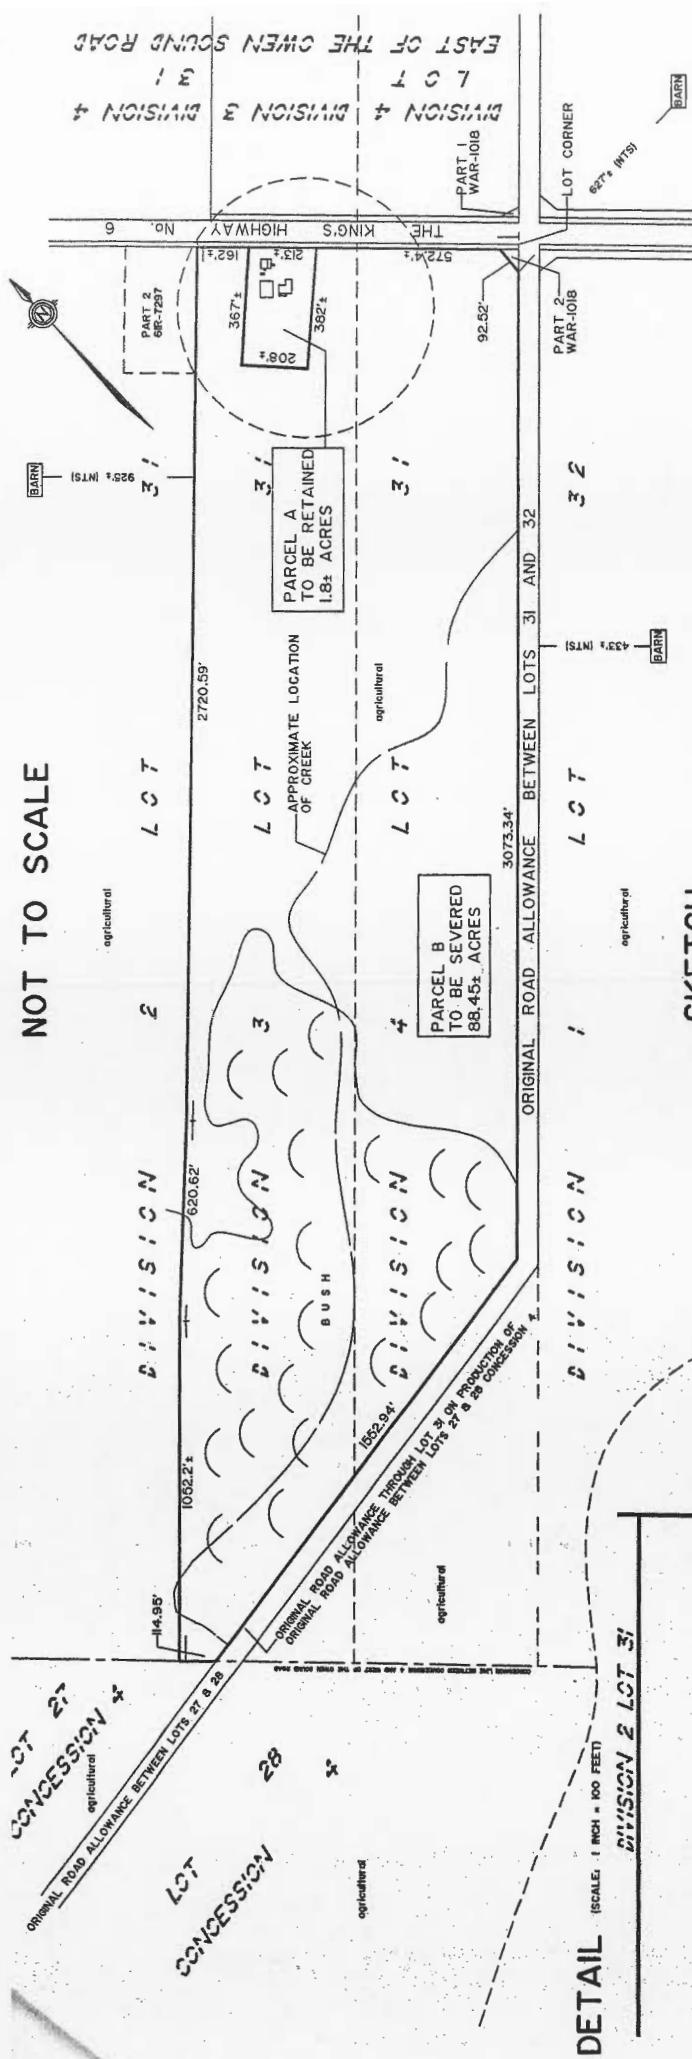 EAST OF THE OWEN SOUND ROAD
LOT 31
DIVISION 4 DIVISION 3 DIVISION 4
BARN
627'± (NTS)
LOT CORNER
PART 1
WAR-1018
THE KING'S HIGHWAY No. 6
PART 2
6R-7297
162'±
213'±
572.4'±
367'±
382'±
208'±
92.52'
PART 2
WAR-1018
BARN
925'± (NTS)
31
31
31
32
PARCEL A
TO BE RETAINED
1.8± ACRES
433'± (NTS)
BARN
2720.59'
APPROXIMATE LOCATION
OF CREEK
agricultural
NOT TO SCALE
LOT
LOT
LOT
LOT
3073.34'
agricultural
agricultural
PARCEL B
TO BE SEVERED
88.45± ACRES
ORIGINAL ROAD ALLOWANCE BETWEEN LOTS 31 AND 32
SKETCH
2
3
4
1
DIVISION
DIVISION
DIVISION
DIVISION
620.62'
BUSH
1552.94'
1052.2'±
ORIGINAL ROAD ALLOWANCE THROUGH LOT 31 ON PRODUCTION OF
ORIGINAL ROAD ALLOWANCE BETWEEN LOTS 27 & 28 CONCESSION 4
agricultural
114.95'
LOT 27
CONCESSION 4
agricultural
ORIGINAL ROAD ALLOWANCE BETWEEN LOTS 27 & 28
LOT 28
CONCESSION 4
agricultural
DETAIL (SCALE: 1 INCH = 100 FEET)
DIVISION 2 LOT 31